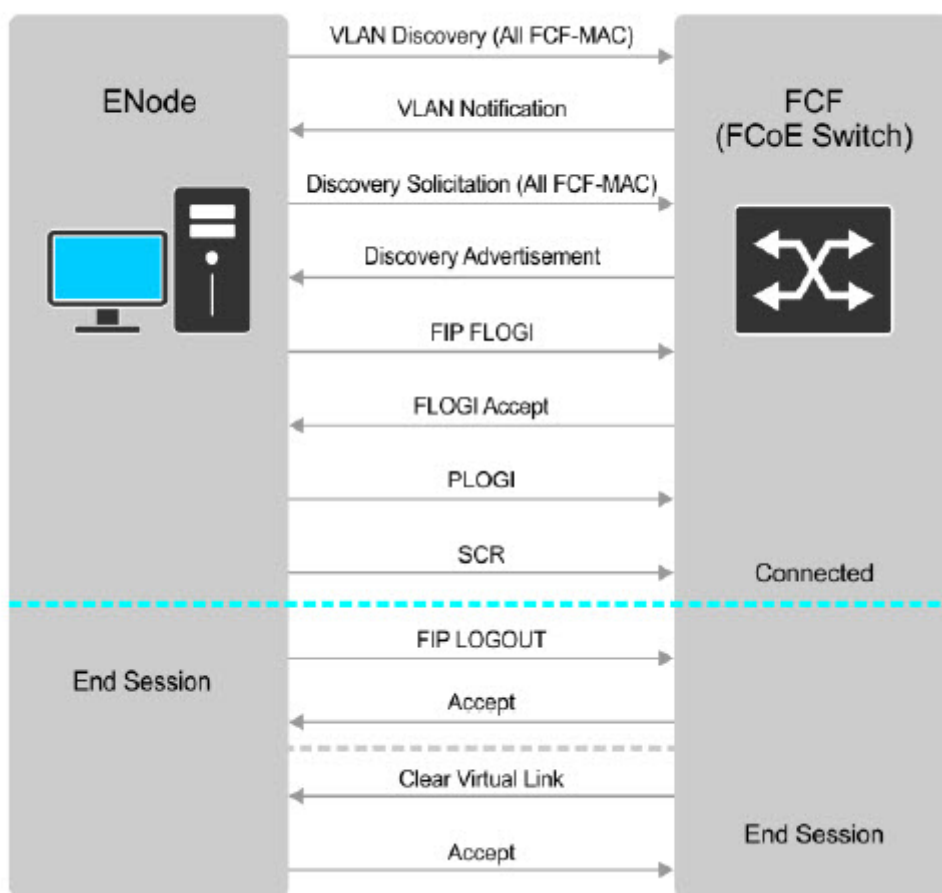 VLAN Discovery (All FCF-MAC)
ENode
FCF
(FCoE Switch)
VLAN Notification
Discovery Solicitation (All FCF-MAC)
Discovery Advertisement
FIP FLOGI
FLOGI Accept
PLOGI
SCR
Connected
FIP LOGOUT
End Session
Accept
Clear Virtual Link
End Session
Accept